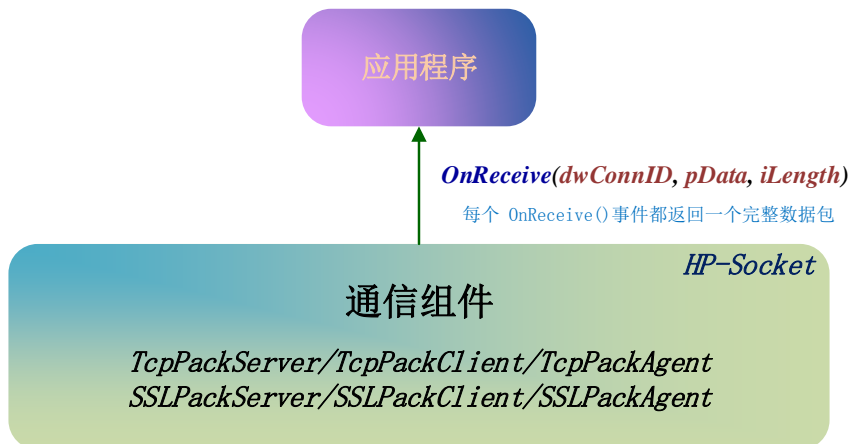 应用程序
OnReceive(dwConnID, pData, iLength)
每个 OnReceive()事件都返回一个完整数据包
HP-Socket
通信组件
TcpPackServer/TcpPackClient/TcpPackAgent
SSLPackServer/SSLPackClient/SSLPackAgent